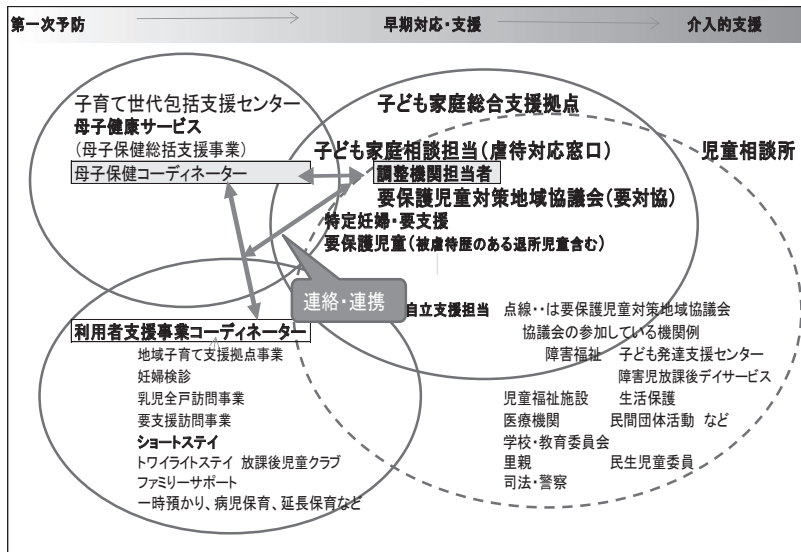 第一次予防
早期対応・支援
介入的支援
子育て世代包括支援センター
母子健康サービス
(母子保健総括支援事業)
母子保健コーディネーター
子ども家庭総合支援拠点
子ども家庭相談担当(虐待対応窓口)
調整機関担当者
要保護児童対策地域協議会(要対協)
特定妊婦・要支援
要保護児童(被虐待歴のある退所児童含む)
児童相談所
連絡・連携
自立支援担当
点線・・は要保護児童対策地域協議会
協議会の参加している機関例
障害福祉 子ども発達支援センター
障害児放課後デイサービス
児童福祉施設 生活保護
医療機関 民間団体活動 など
学校・教育委員会
里親 民生児童委員
司法・警察
利用者支援事業コーディネーター
地域子育て支援拠点事業
妊婦検診
乳児全戸訪問事業
要支援訪問事業
ショートステイ
トワイライトステイ 放課後児童クラブ
ファミリーサポート
一時預かり、病児保育、延長保育など